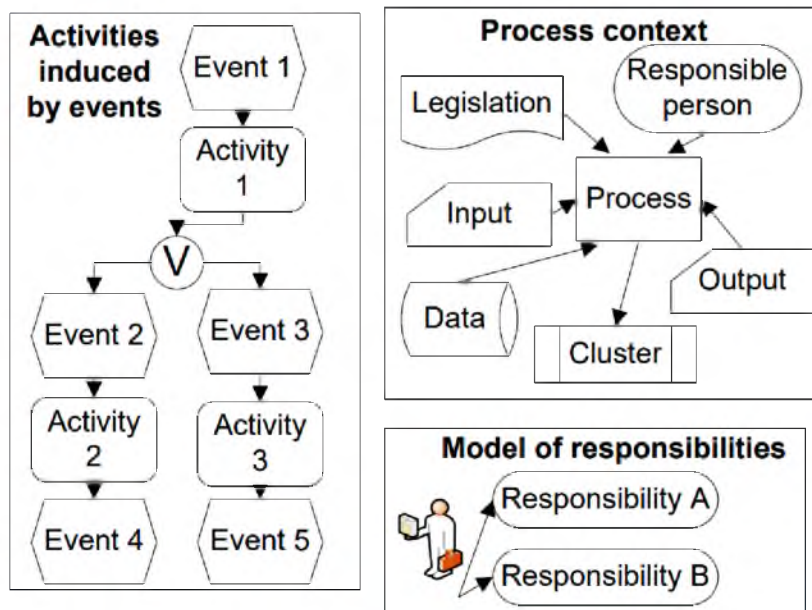 Activities
induced
by events
Event 1
Activity
1
V
Event 2
Event 3
Activity
2
Activity
3
Event 4
Event 5
Process context
Legislation
Responsible
person
Input
Process
Data
Output
Cluster
Model of responsibilities
Responsibility A
Responsibility B